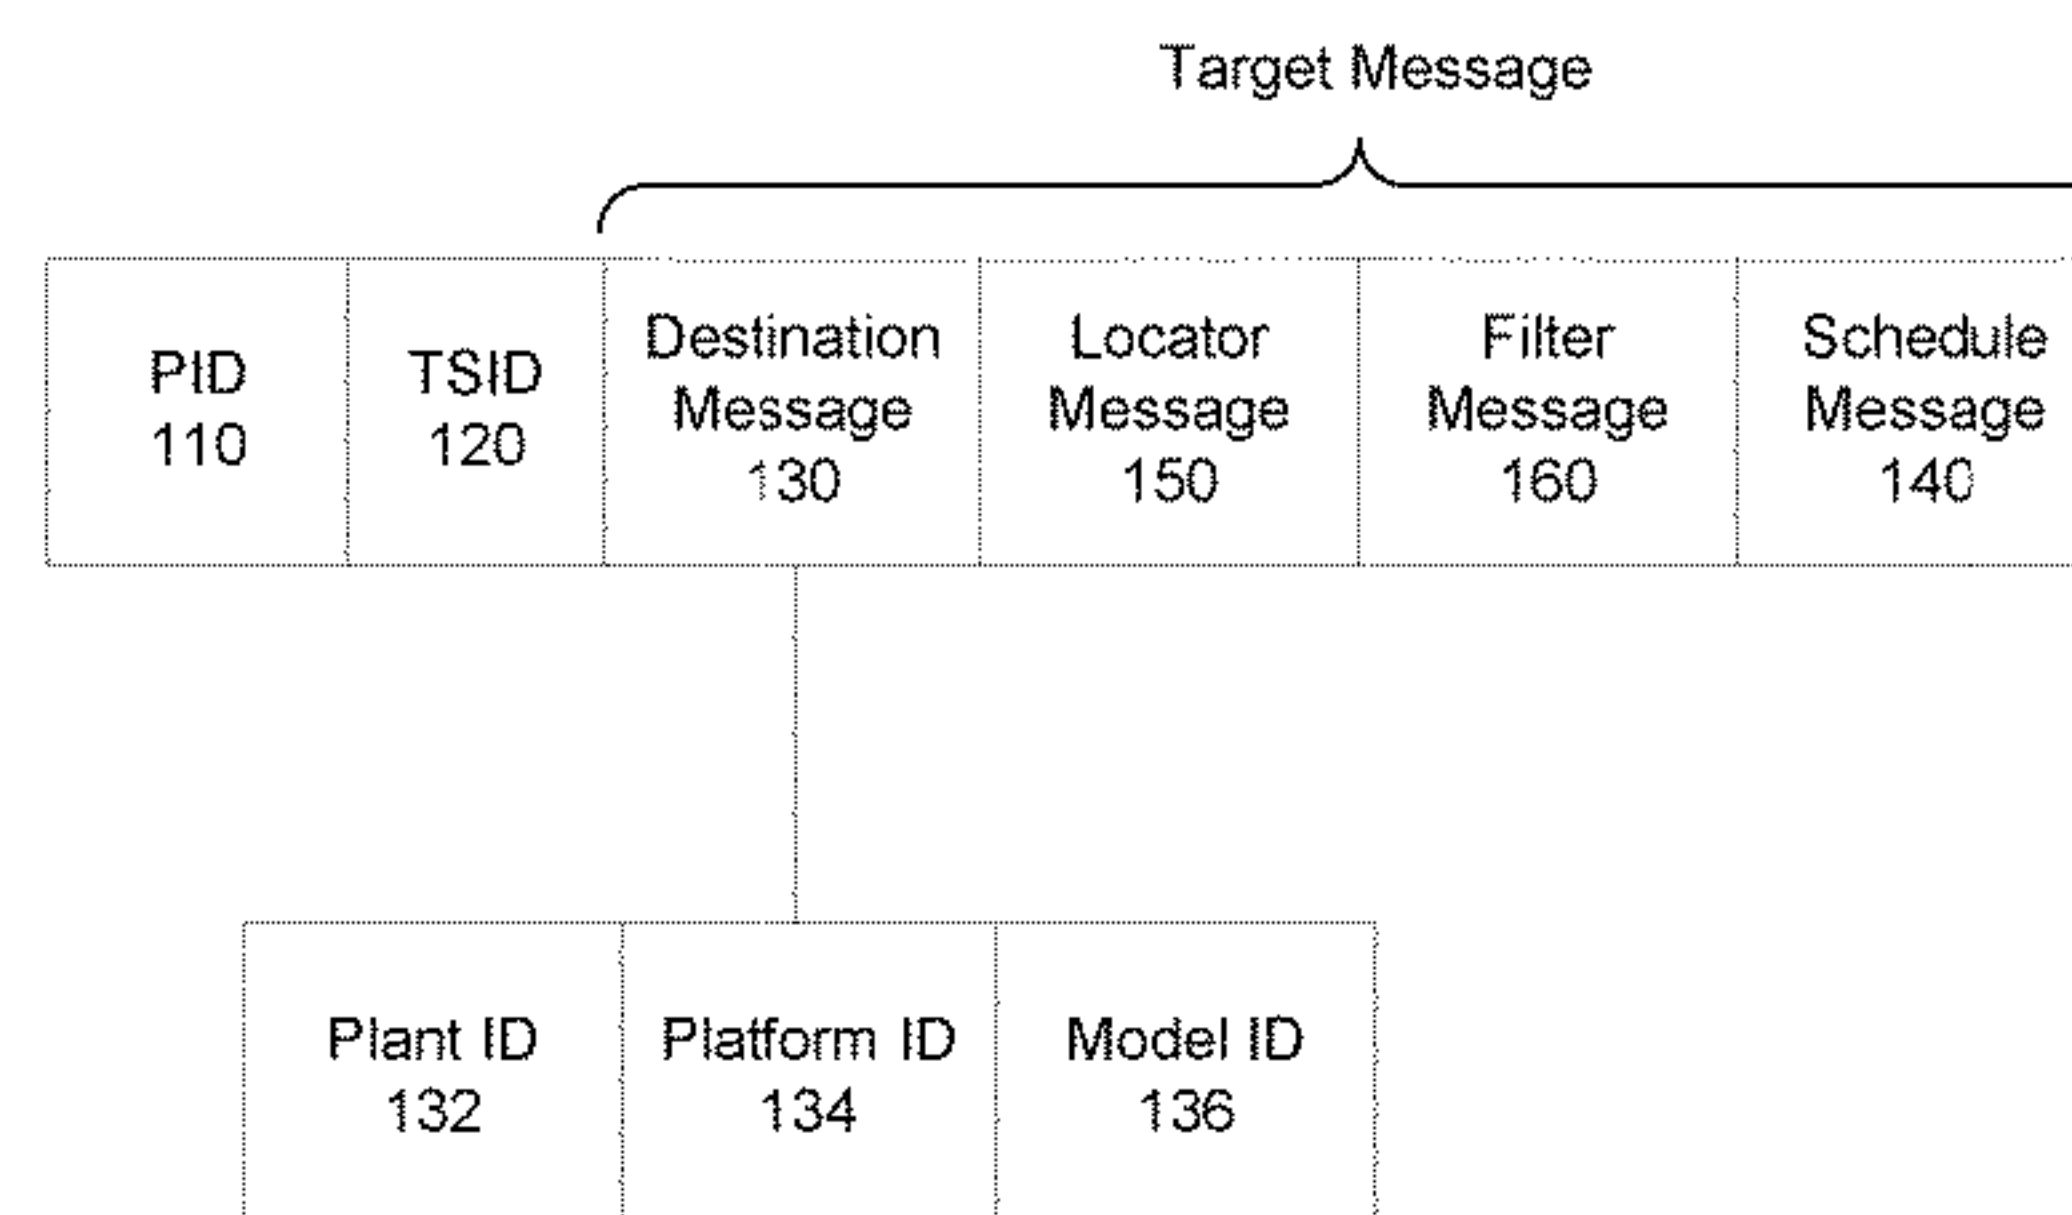 Target Message
PID
110
TSID
120
Destination
Message
130
Locator
Message
150
Filter
Message
160
Schedule
Message
140
Plant ID
132
Platform ID
134
Model ID
136